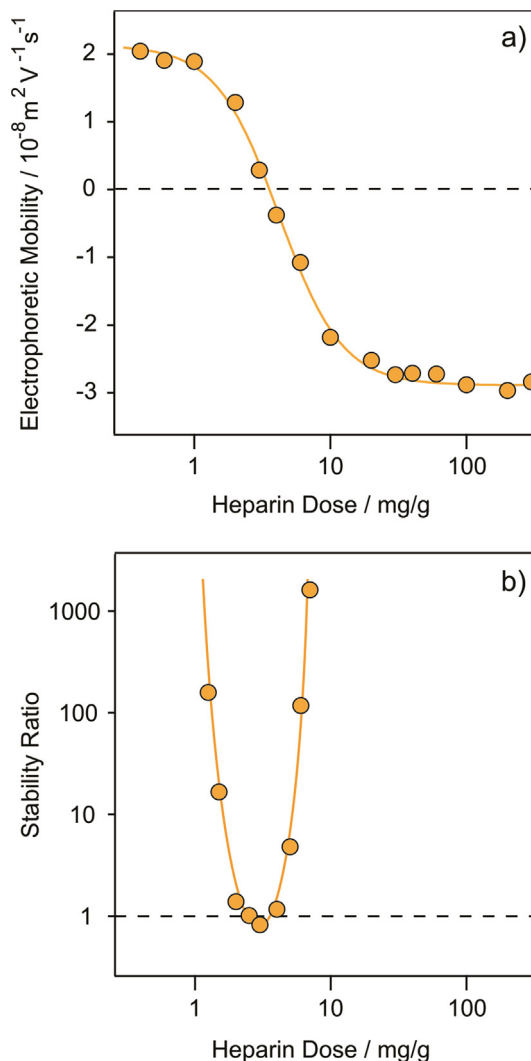 a)
Electrophoretic Mobility / 10⁻⁸m²V⁻¹s⁻¹
2
1
0
-1
-2
-3
1 10 100
Heparin Dose / mg/g
b)
Stability Ratio
1000
100
10
1
1 10 100
Heparin Dose / mg/g